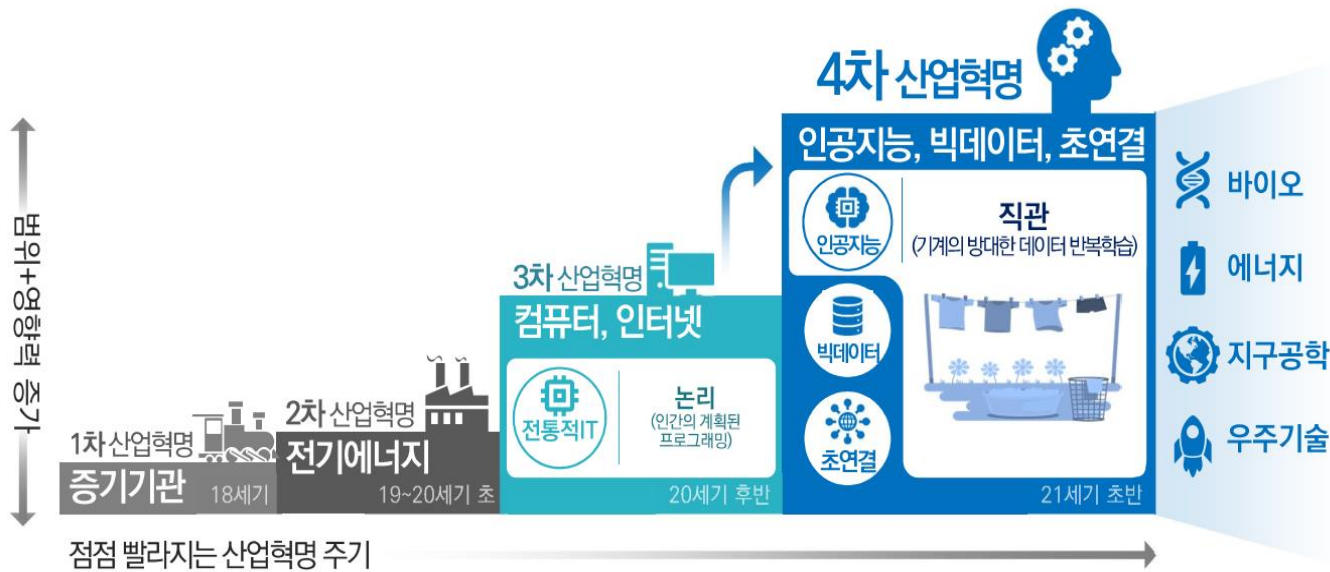 4차 산업혁명
인공지능, 빅데이터, 초연결
인공지능
직관
(기계의 방대한 데이터 반복학습)
빅데이터
초연결
21세기 초반
바이오
에너지
지구공학
우주기술
3차 산업혁명
컴퓨터, 인터넷
전통적IT
논리
(인간의 계획된
프로그래밍)
20세기 후반
2차 산업혁명
전기에너지
19~20세기 초
1차 산업혁명
증기기관
18세기
범위+영향력 증가
점점 빨라지는 산업혁명 주기